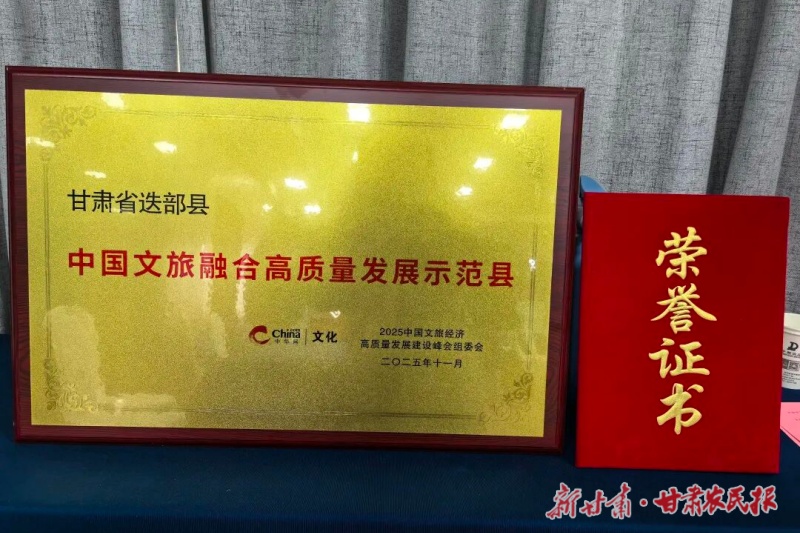 甘肃省迭部县
中国文旅融合高质量发展示范县
China
中华网
文化
2025中国文旅经济
高质量发展建设峰会组委会
二〇二五年十一月
荣誉证书
D
新甘肃·甘肃农民报